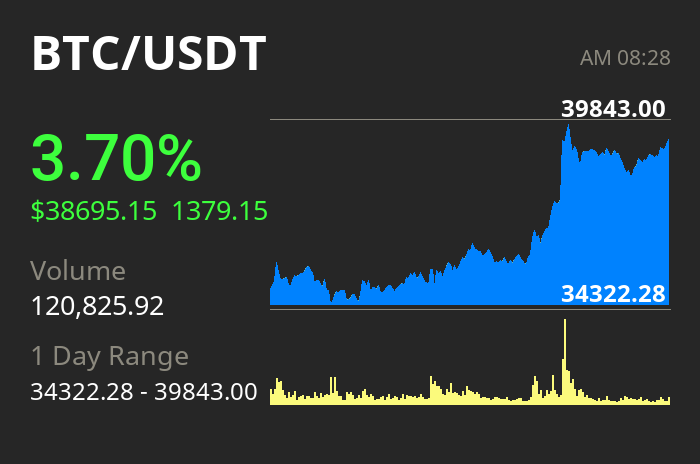 BTC/USDT
AM 08:28
39843.00
3.70%
$38695.15 1379.15
Volume
120,825.92
34322.28
1 Day Range
34322.28 - 39843.00